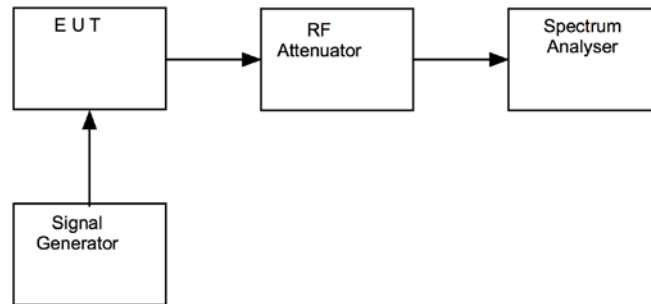 E U T
RF
Attenuator
Spectrum
Analyser
Signal
Generator